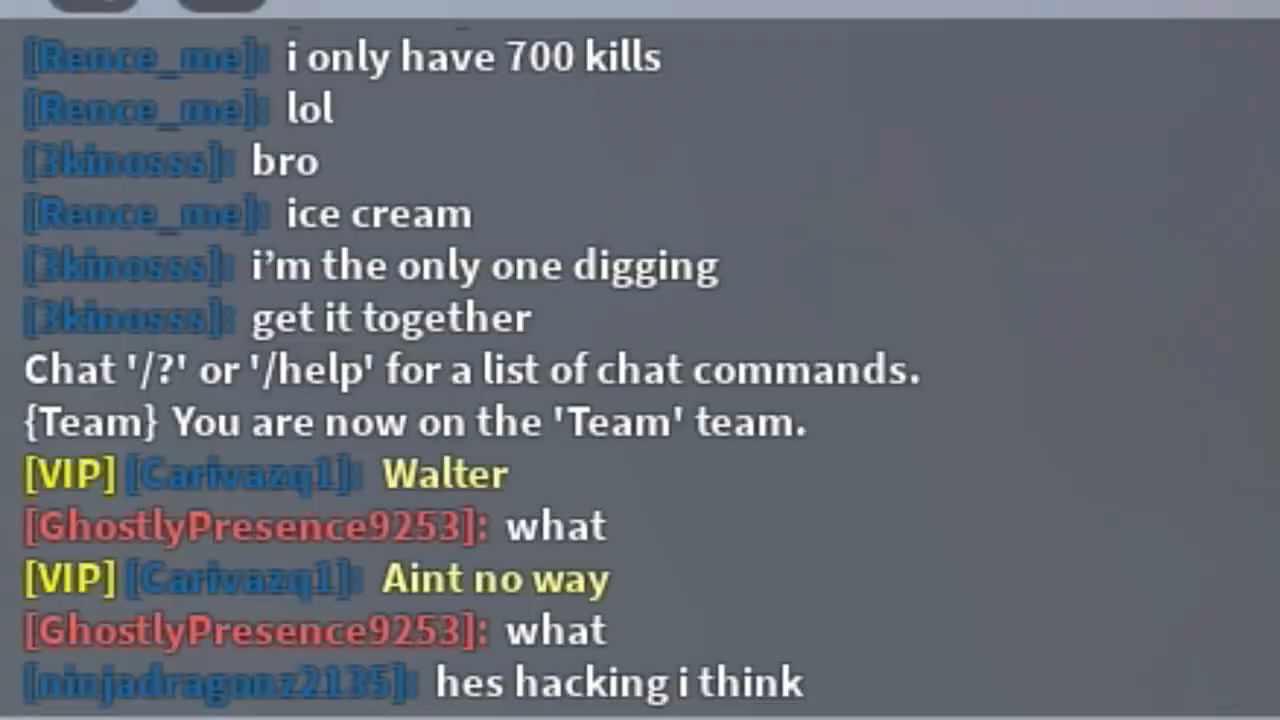 [Rence_me]: i only have 700 kills
[Rence_me]: lol
[3kinosss]: bro
[Rence_me]: ice cream
[3kinosss]: i’m the only one digging
[3kinosss]: get it together
Chat '/?' or '/help' for a list of chat commands.
{Team} You are now on the 'Team' team.
[VIP] [Carivazq1]: Walter
[GhostlyPresence9253]: what
[VIP] [Carivazq1]: Aint no way
[GhostlyPresence9253]: what
[ninjadragonz2135]: hes hacking i think